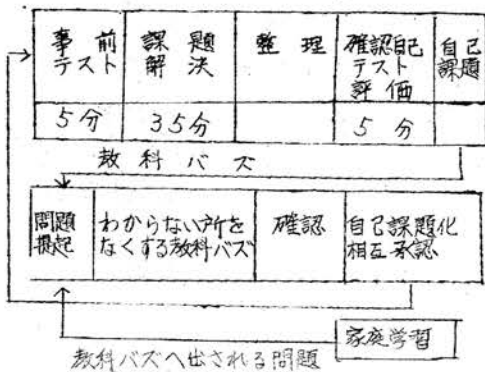 事前テスト
課題解決
整理
確認自己テスト評価
自己課題
5分
35分
5分
教科バズ
問題提起
わからない所を
なくする教科バズ
確認
自己課題化
相互承認
家庭学習
教科バズへ出される問題